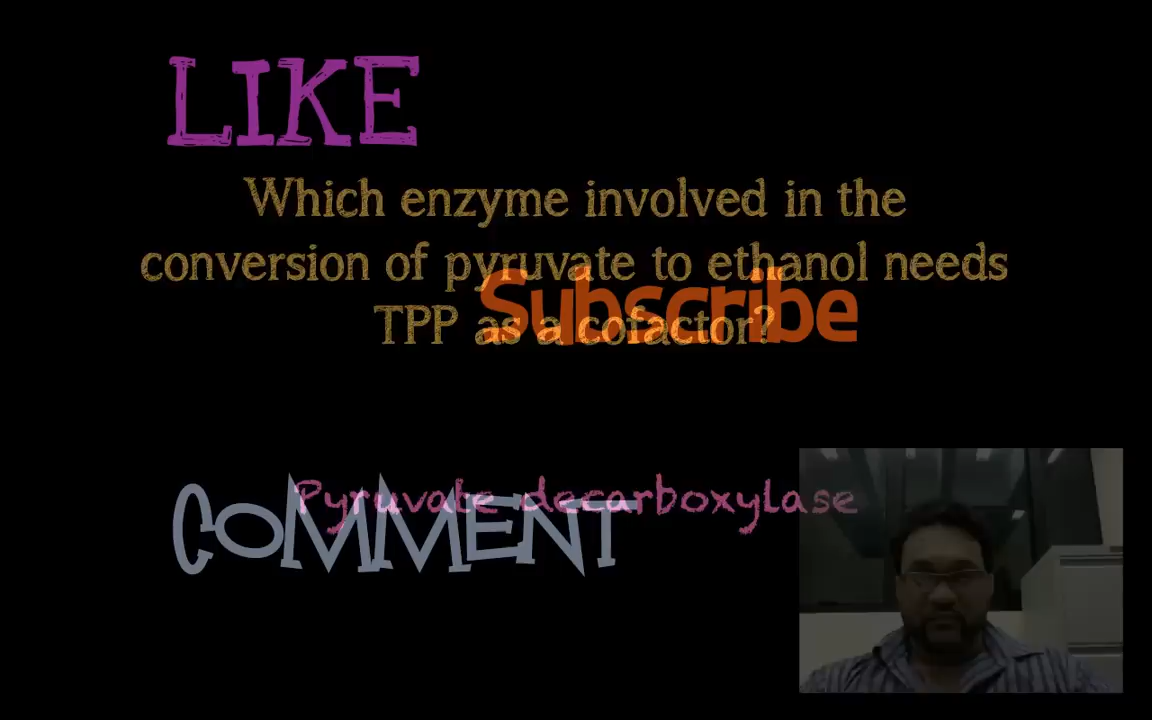 LIKE
Which enzyme involved in the
conversion of pyruvate to ethanol needs
TPP as a cofactor?
Subscribe
Pyruvate decarboxylase
COMMENT